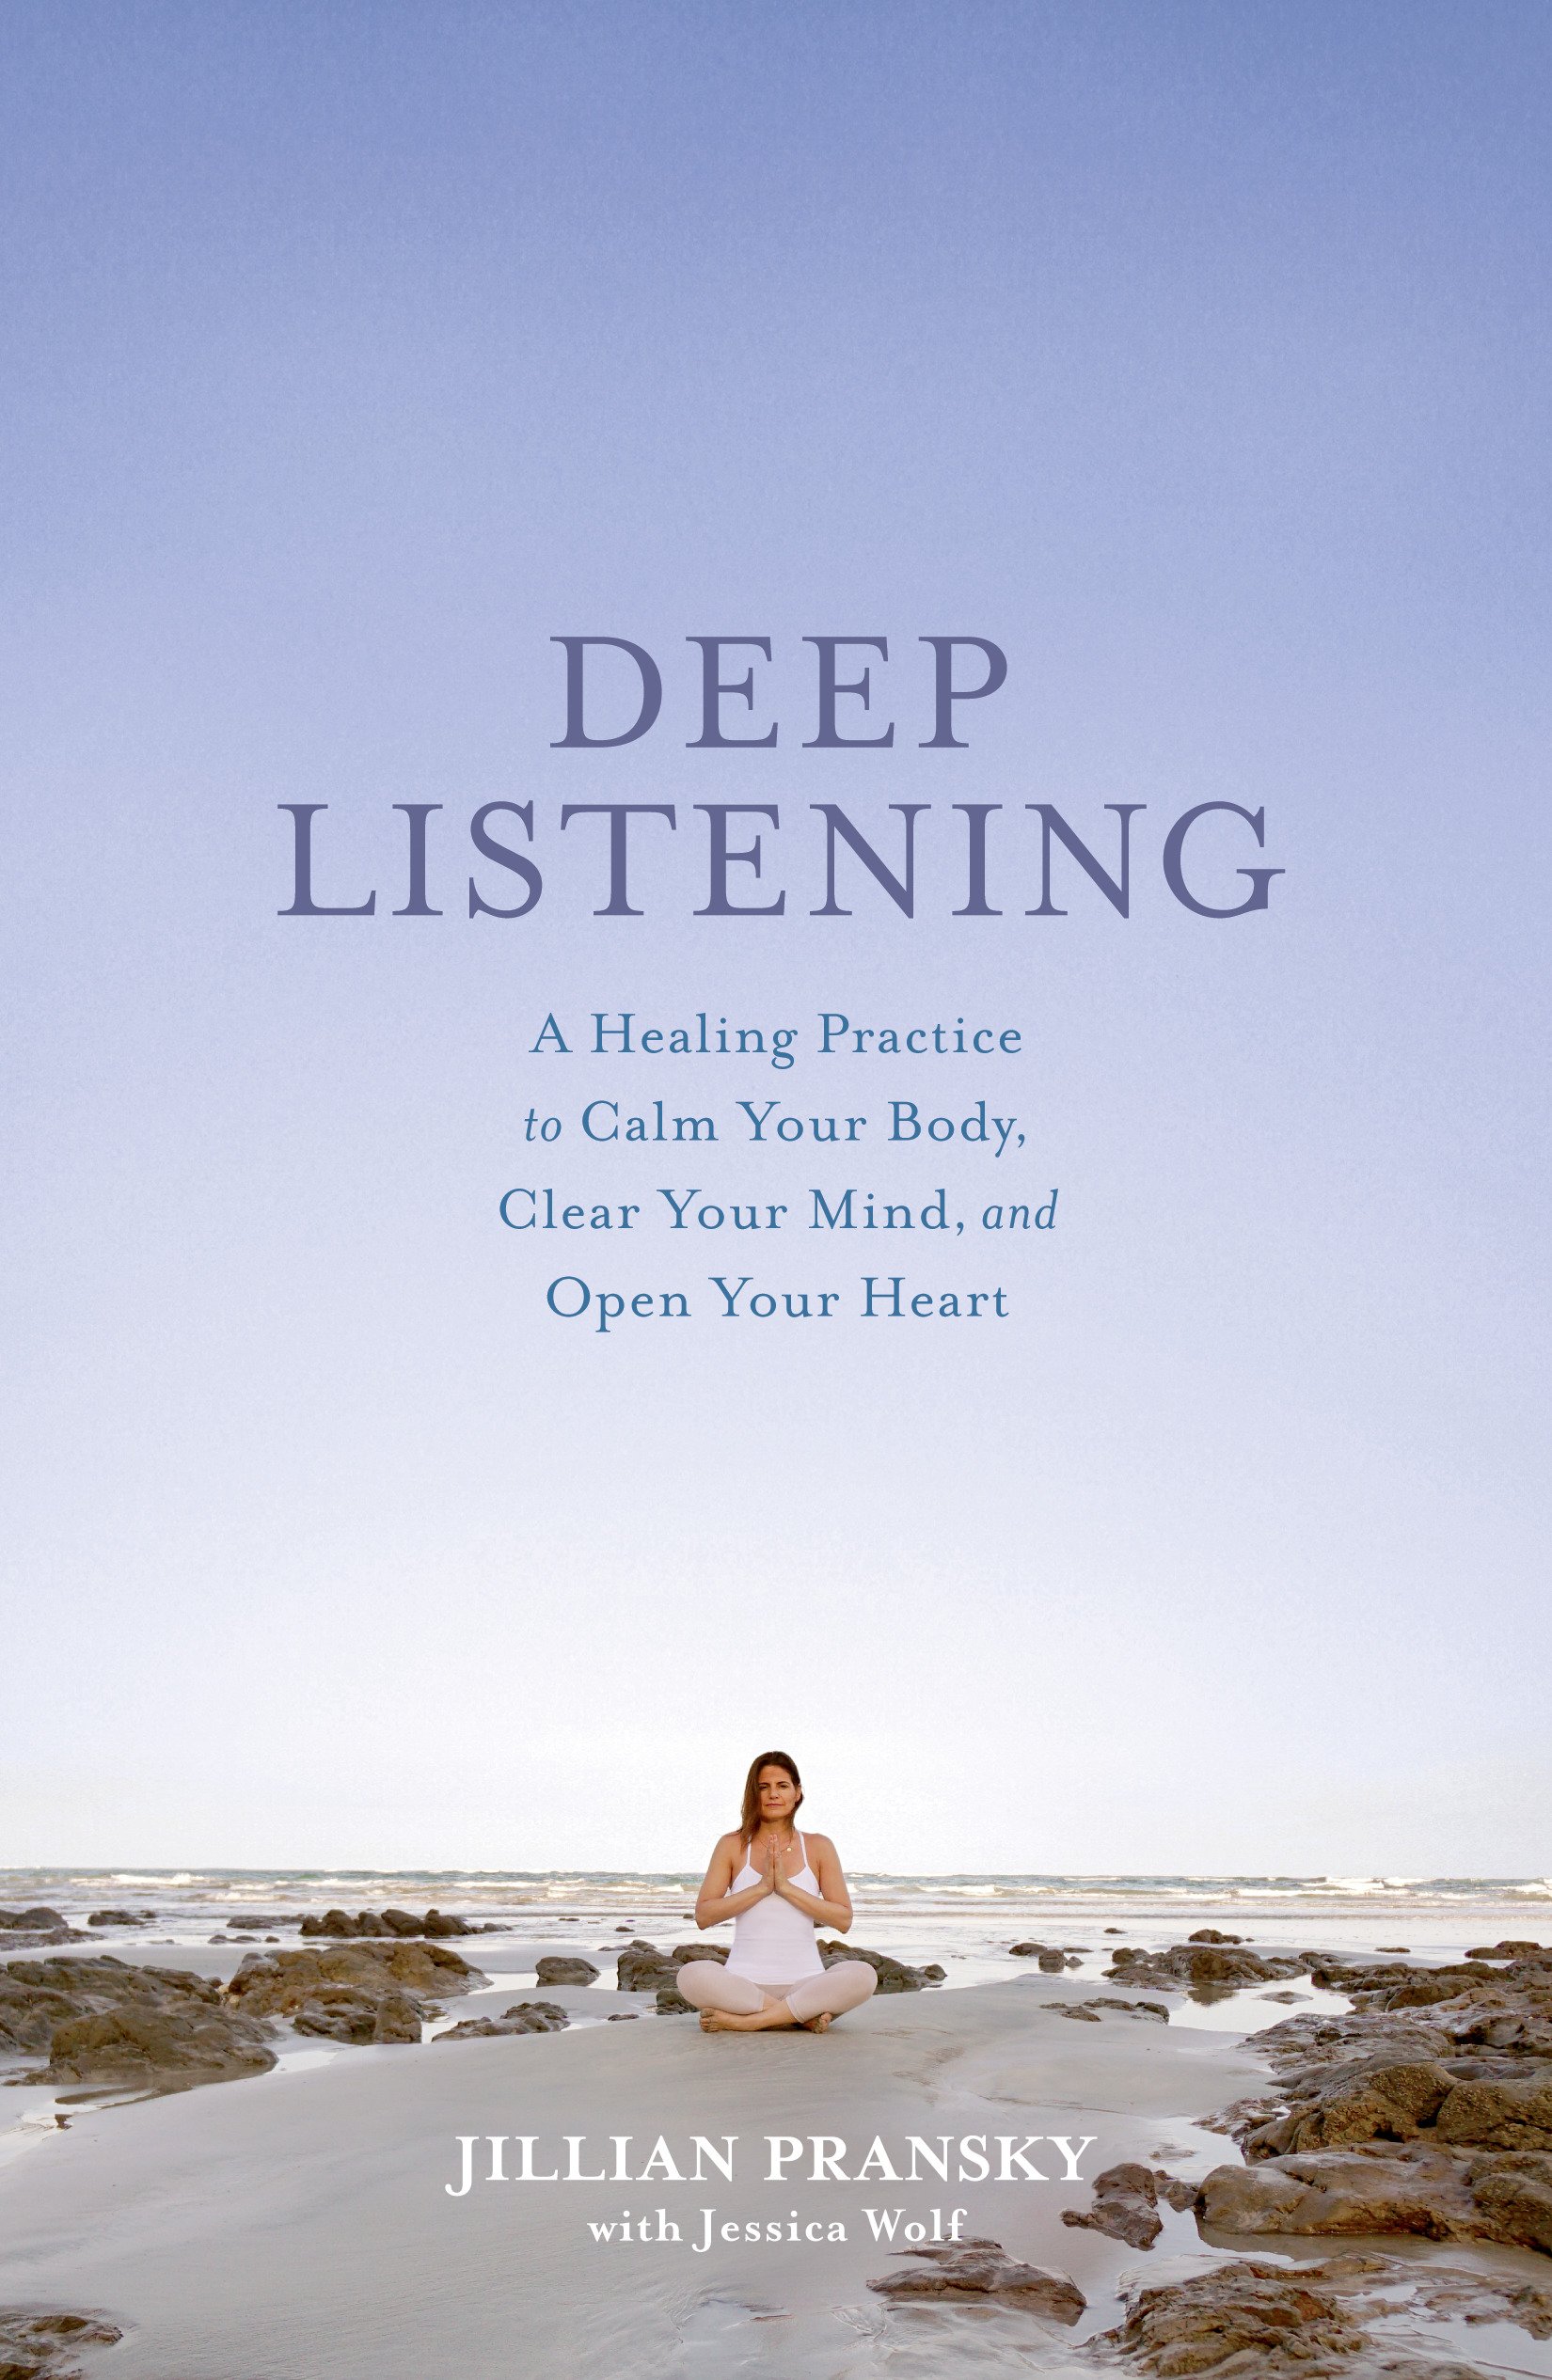 DEEP
LISTENING
A Healing Practice
to Calm Your Body,
Clear Your Mind, and
Open Your Heart
JILLIAN PRANSKY
with Jessica Wolf